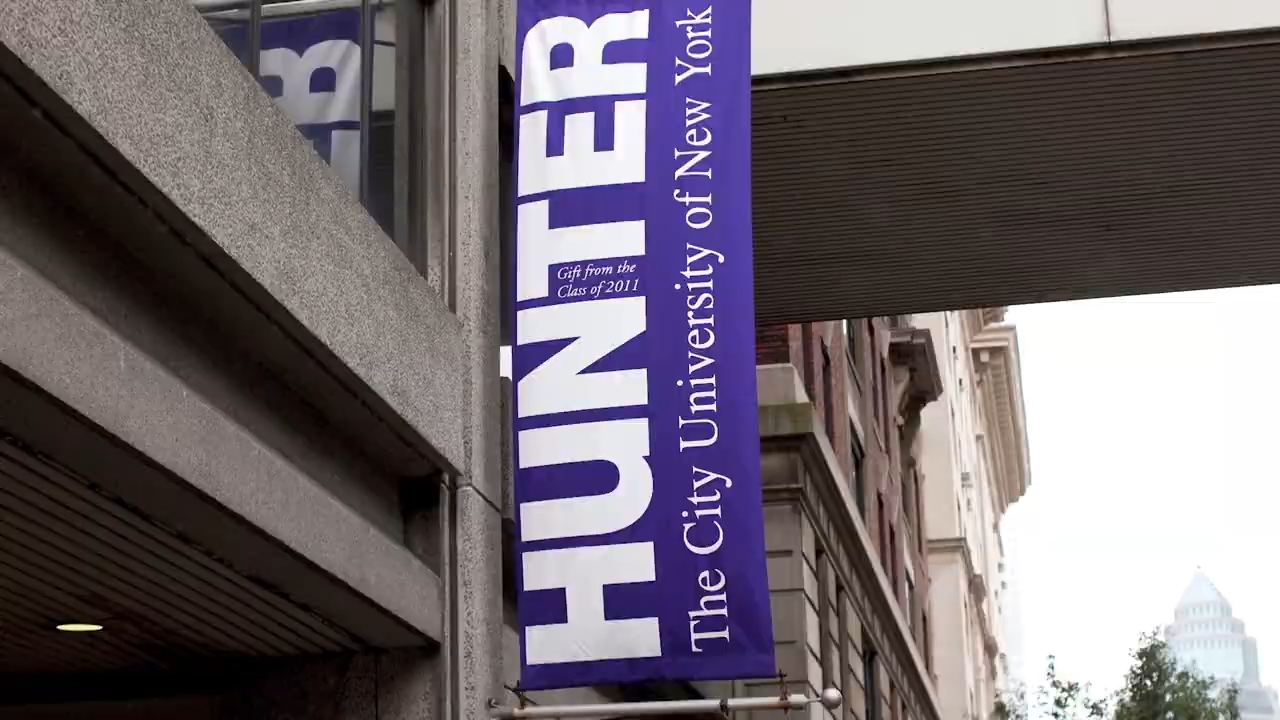 HUNTER
The City University of New York
Gift from the
Class of 2011